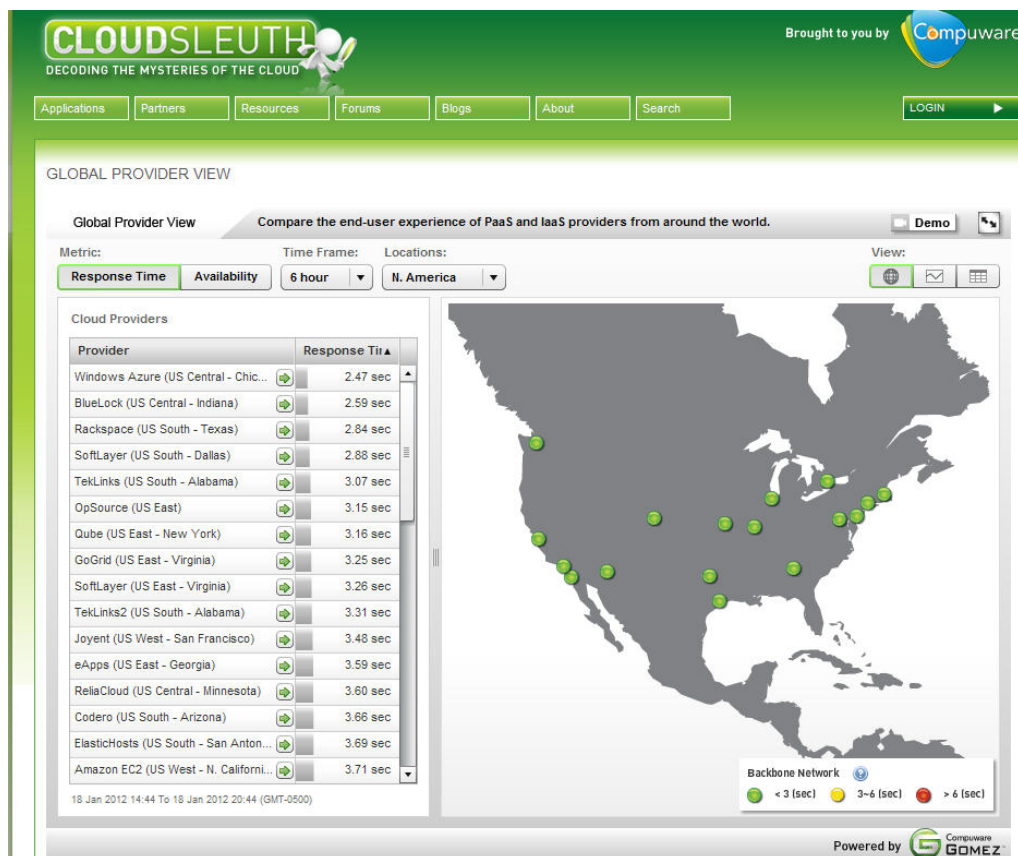 CLOUDSLEUTH
DECODING THE MYSTERIES OF THE CLOUD
Brought to you by Compuware
Applications Partners Resources Forums Blogs About Search LOGIN
GLOBAL PROVIDER VIEW
Global Provider View Compare the end-user experience of PaaS and IaaS providers from around the world. Demo
Metric: Time Frame: Locations: View:
Response Time Availability 6 hour N. America
Cloud Providers
Provider Response Tir
Windows Azure (US Central - Chic... 2.47 sec
BlueLock (US Central - Indiana) 2.59 sec
Rackspace (US South - Texas) 2.84 sec
SoftLayer (US South - Dallas) 2.88 sec
TekLinks (US South - Alabama) 3.07 sec
OpSource (US East) 3.15 sec
Qube (US East - New York) 3.16 sec
GoGrid (US East - Virginia) 3.25 sec
SoftLayer (US East - Virginia) 3.26 sec
TekLinks2 (US South - Alabama) 3.31 sec
Joyent (US West - San Francisco) 3.48 sec
eApps (US East - Georgia) 3.59 sec
ReliaCloud (US Central - Minnesota) 3.60 sec
Codero (US South - Arizona) 3.66 sec
ElasticHosts (US South - San Anton... 3.69 sec
Amazon EC2 (US West - N. Californi... 3.71 sec
18 Jan 2012 14:44 To 18 Jan 2012 20:44 (GMT-0500)
Backbone Network ?
< 3 (sec) 3~6 (sec) > 6 (sec)
Powered by Compuware
GOMEZ